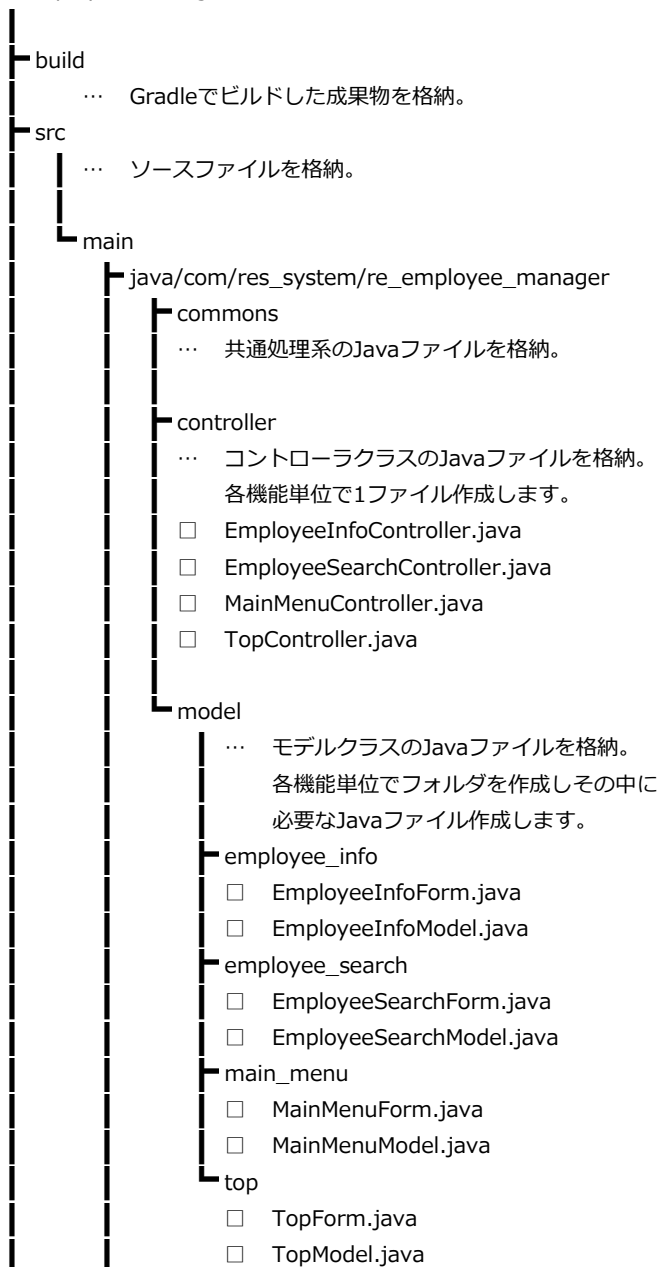 build
… Gradleでビルドした成果物を格納。
src
… ソースファイルを格納。
main
java/com/res_system/re_employee_manager
commons
… 共通処理系のJavaファイルを格納。
controller
… コントローラクラスのJavaファイルを格納。
各機能単位で1ファイル作成します。
□ EmployeeInfoController.java
□ EmployeeSearchController.java
□ MainMenuController.java
□ TopController.java
model
… モデルクラスのJavaファイルを格納。
各機能単位でフォルダを作成しその中に
必要なJavaファイル作成します。
employee_info
□ EmployeeInfoForm.java
□ EmployeeInfoModel.java
employee_search
□ EmployeeSearchForm.java
□ EmployeeSearchModel.java
main_menu
□ MainMenuForm.java
□ MainMenuModel.java
top
□ TopForm.java
□ TopModel.java